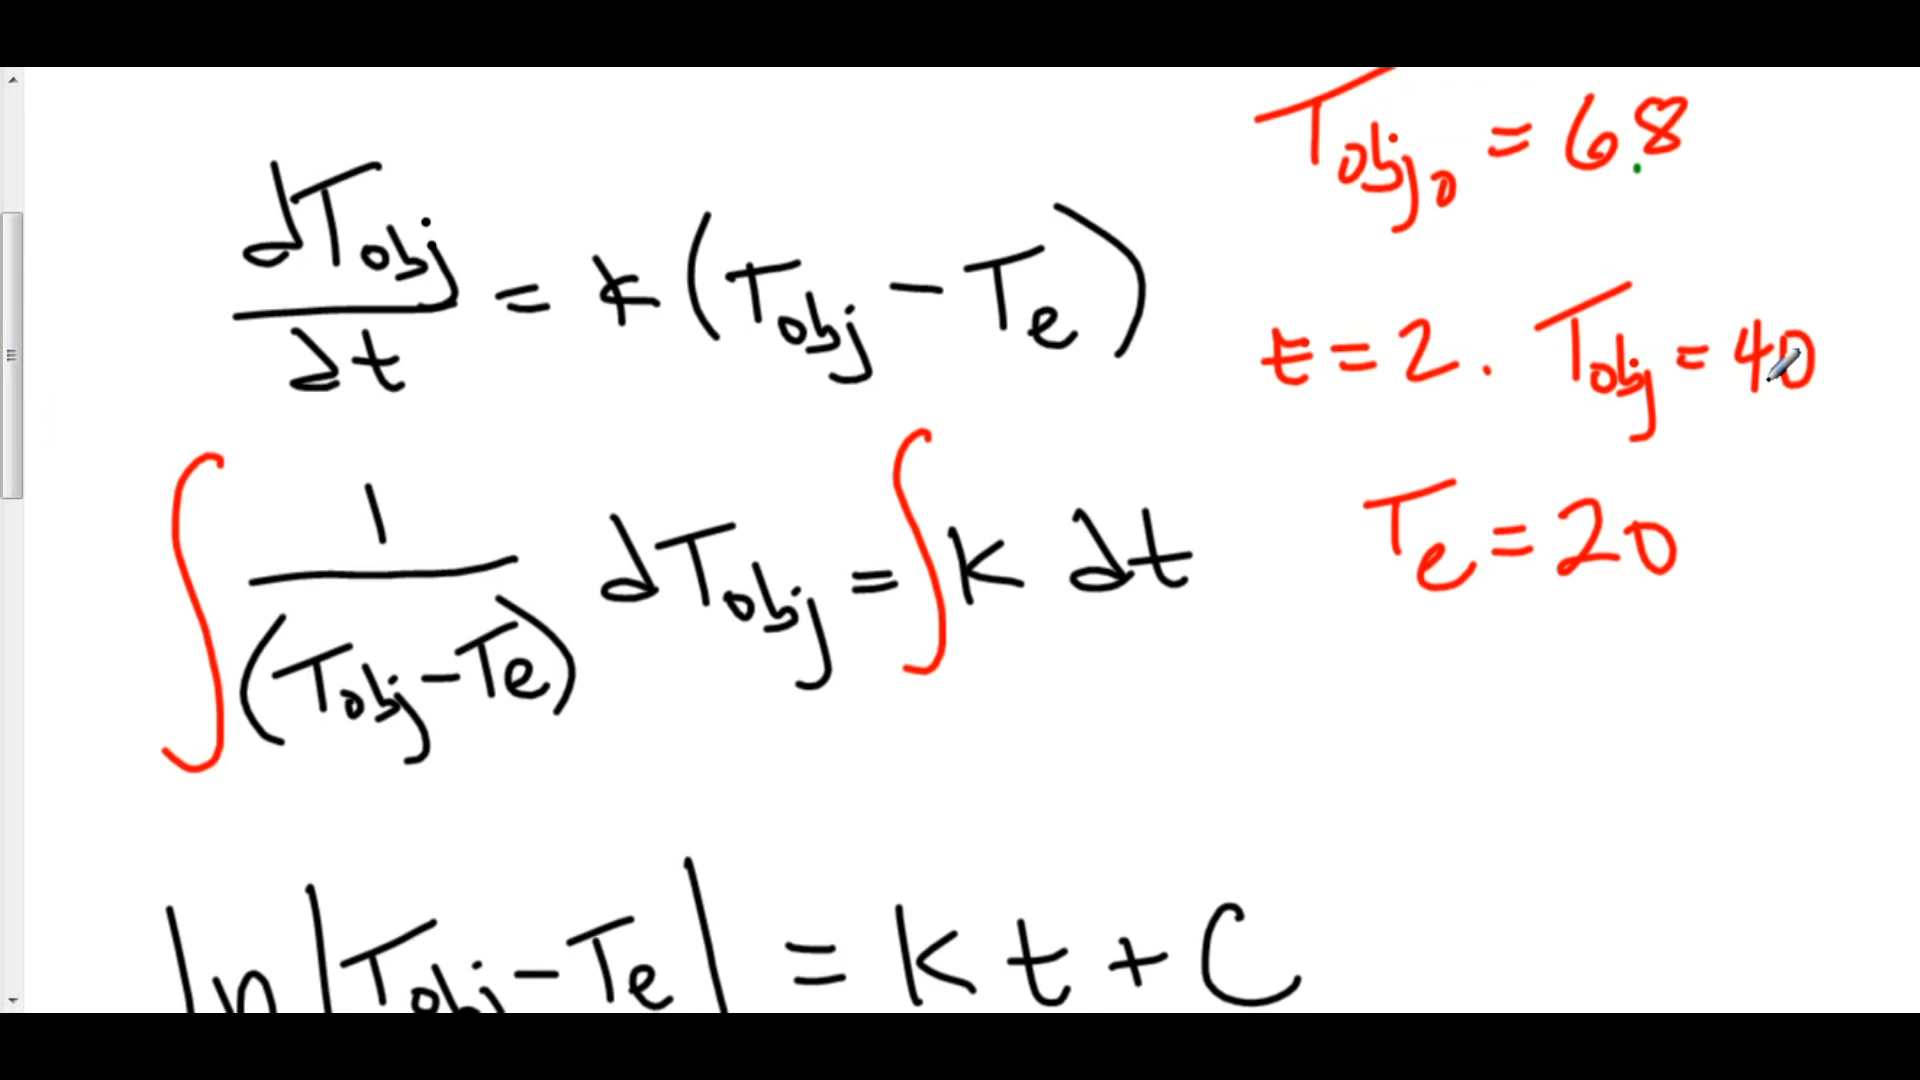 T_obj_0 = 68
dT_obj/dt = k(T_obj - T_e)
t = 2. T_obj = 40
T_e = 20
∫ 1/(T_obj - T_e) dT_obj = ∫ k dt
ln|T_obj - T_e| = kt + C